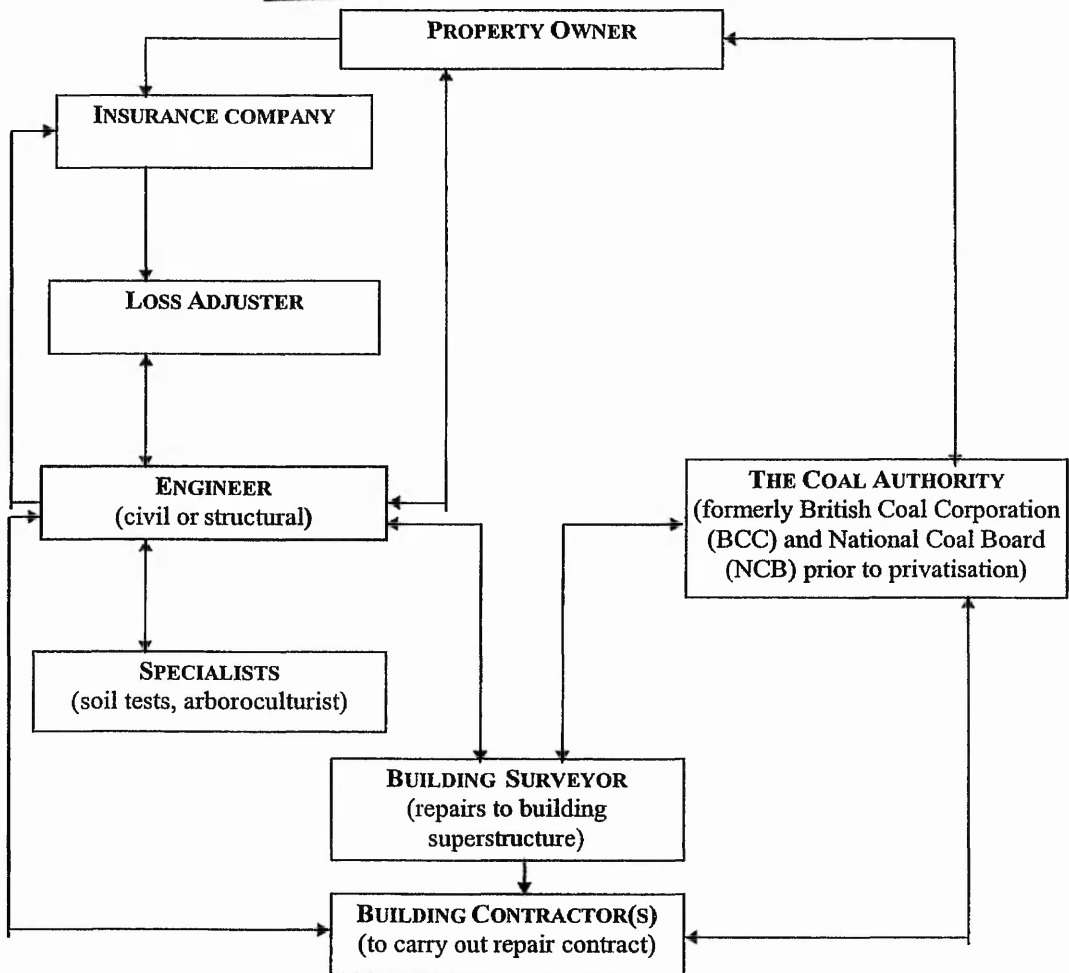 PROPERTY OWNER
INSURANCE COMPANY
LOSS ADJUSTER
ENGINEER
(civil or structural)
THE COAL AUTHORITY
(formerly British Coal Corporation
(BCC) and National Coal Board
(NCB) prior to privatisation)
SPECIALISTS
(soil tests, arboroculturist)
BUILDING SURVEYOR
(repairs to building
superstructure)
BUILDING CONTRACTOR(S)
(to carry out repair contract)